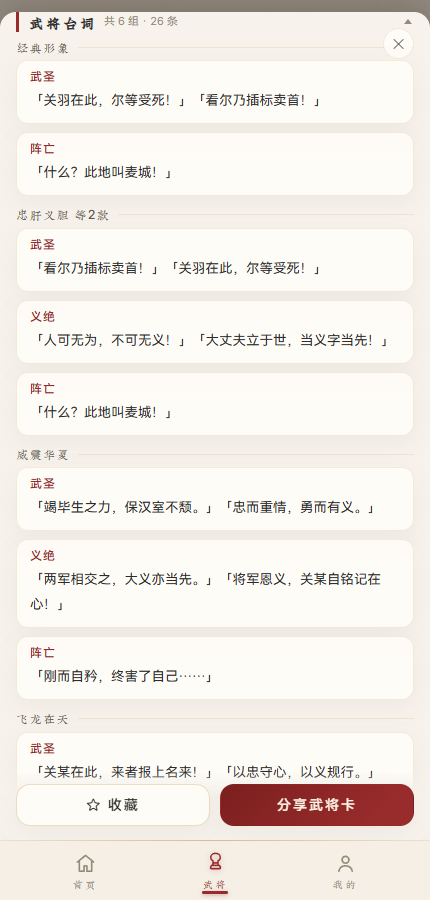 武将台词 共 6 组 · 26 条
经典形象
武圣
「关羽在此，尔等受死！」「看尔乃插标卖首！」
阵亡
「什么？此地叫麦城！」
忠肝义胆 等2款
武圣
「看尔乃插标卖首！」「关羽在此，尔等受死！」
义绝
「人可无为，不可无义！」「大丈夫立于世，当义字当先！」
阵亡
「什么？此地叫麦城！」
威震华夏
武圣
「竭毕生之力，保汉室不颓。」「忠而重情，勇而有义。」
义绝
「两军相交之，大义亦当先。」「将军恩义，关某自铭记在
心！」
阵亡
「刚而自矜，终害了自己……」
飞龙在天
武圣
「关某在此，来者报上名来！」「以忠守心，以义规行。」
收藏
分享武将卡
首页
武将
我的